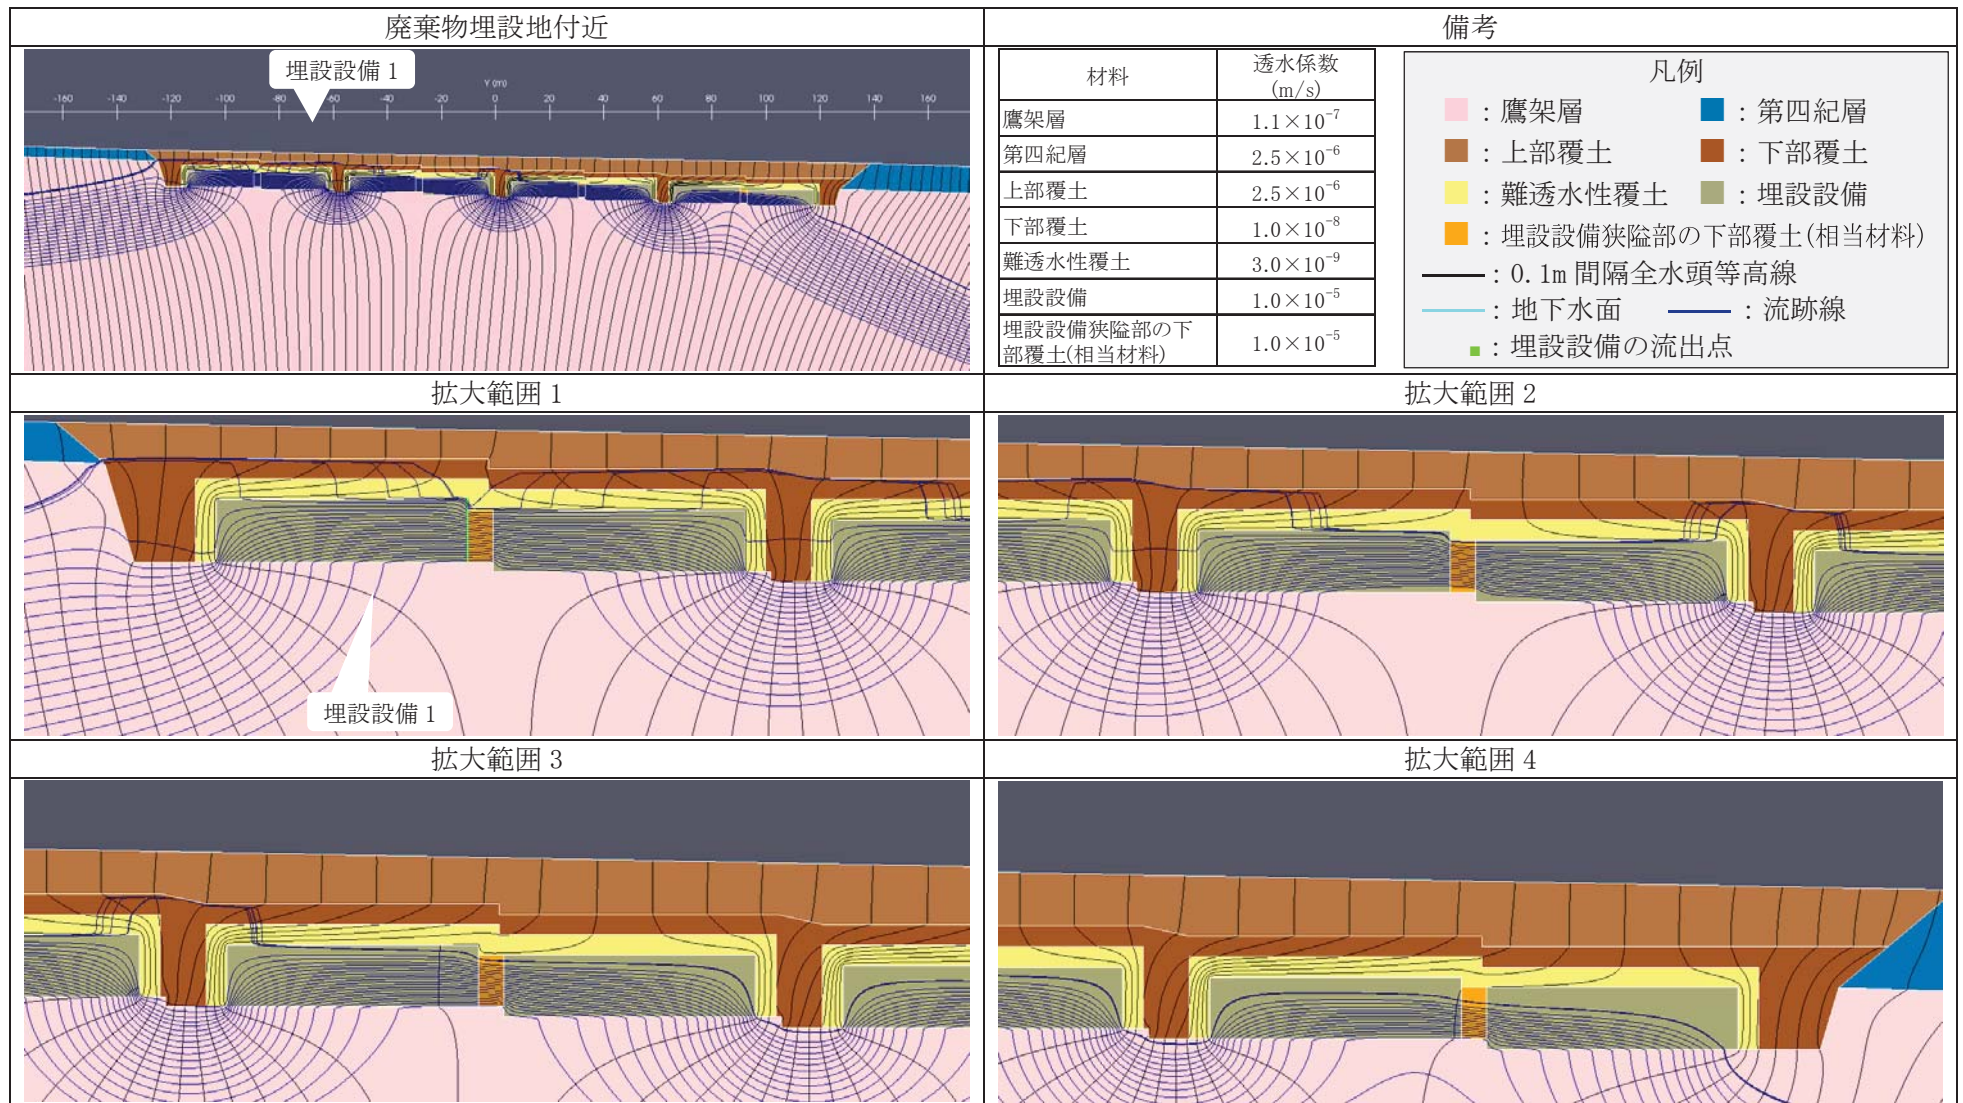 廃棄物埋設地付近
備考
埋設設備 1
Y (m)
-160 -140 -120 -100 -80 -60 -40 -20 0 20 40 60 80 100 120 140 160
材料 透水係数 (m/s)
鷹架層 1.1×10⁻⁷
第四紀層 2.5×10⁻⁶
上部覆土 2.5×10⁻⁶
下部覆土 1.0×10⁻⁸
難透水性覆土 3.0×10⁻⁹
埋設設備 1.0×10⁻⁵
埋設設備狭隘部の下
部覆土(相当材料) 1.0×10⁻⁵
凡例
：鷹架層 ：第四紀層
：上部覆土 ：下部覆土
：難透水性覆土 ：埋設設備
：埋設設備狭隘部の下部覆土(相当材料)
：0.1m 間隔全水頭等高線
：地下水面 ：流跡線
：埋設設備の流出点
拡大範囲 1
拡大範囲 2
埋設設備 1
拡大範囲 3
拡大範囲 4